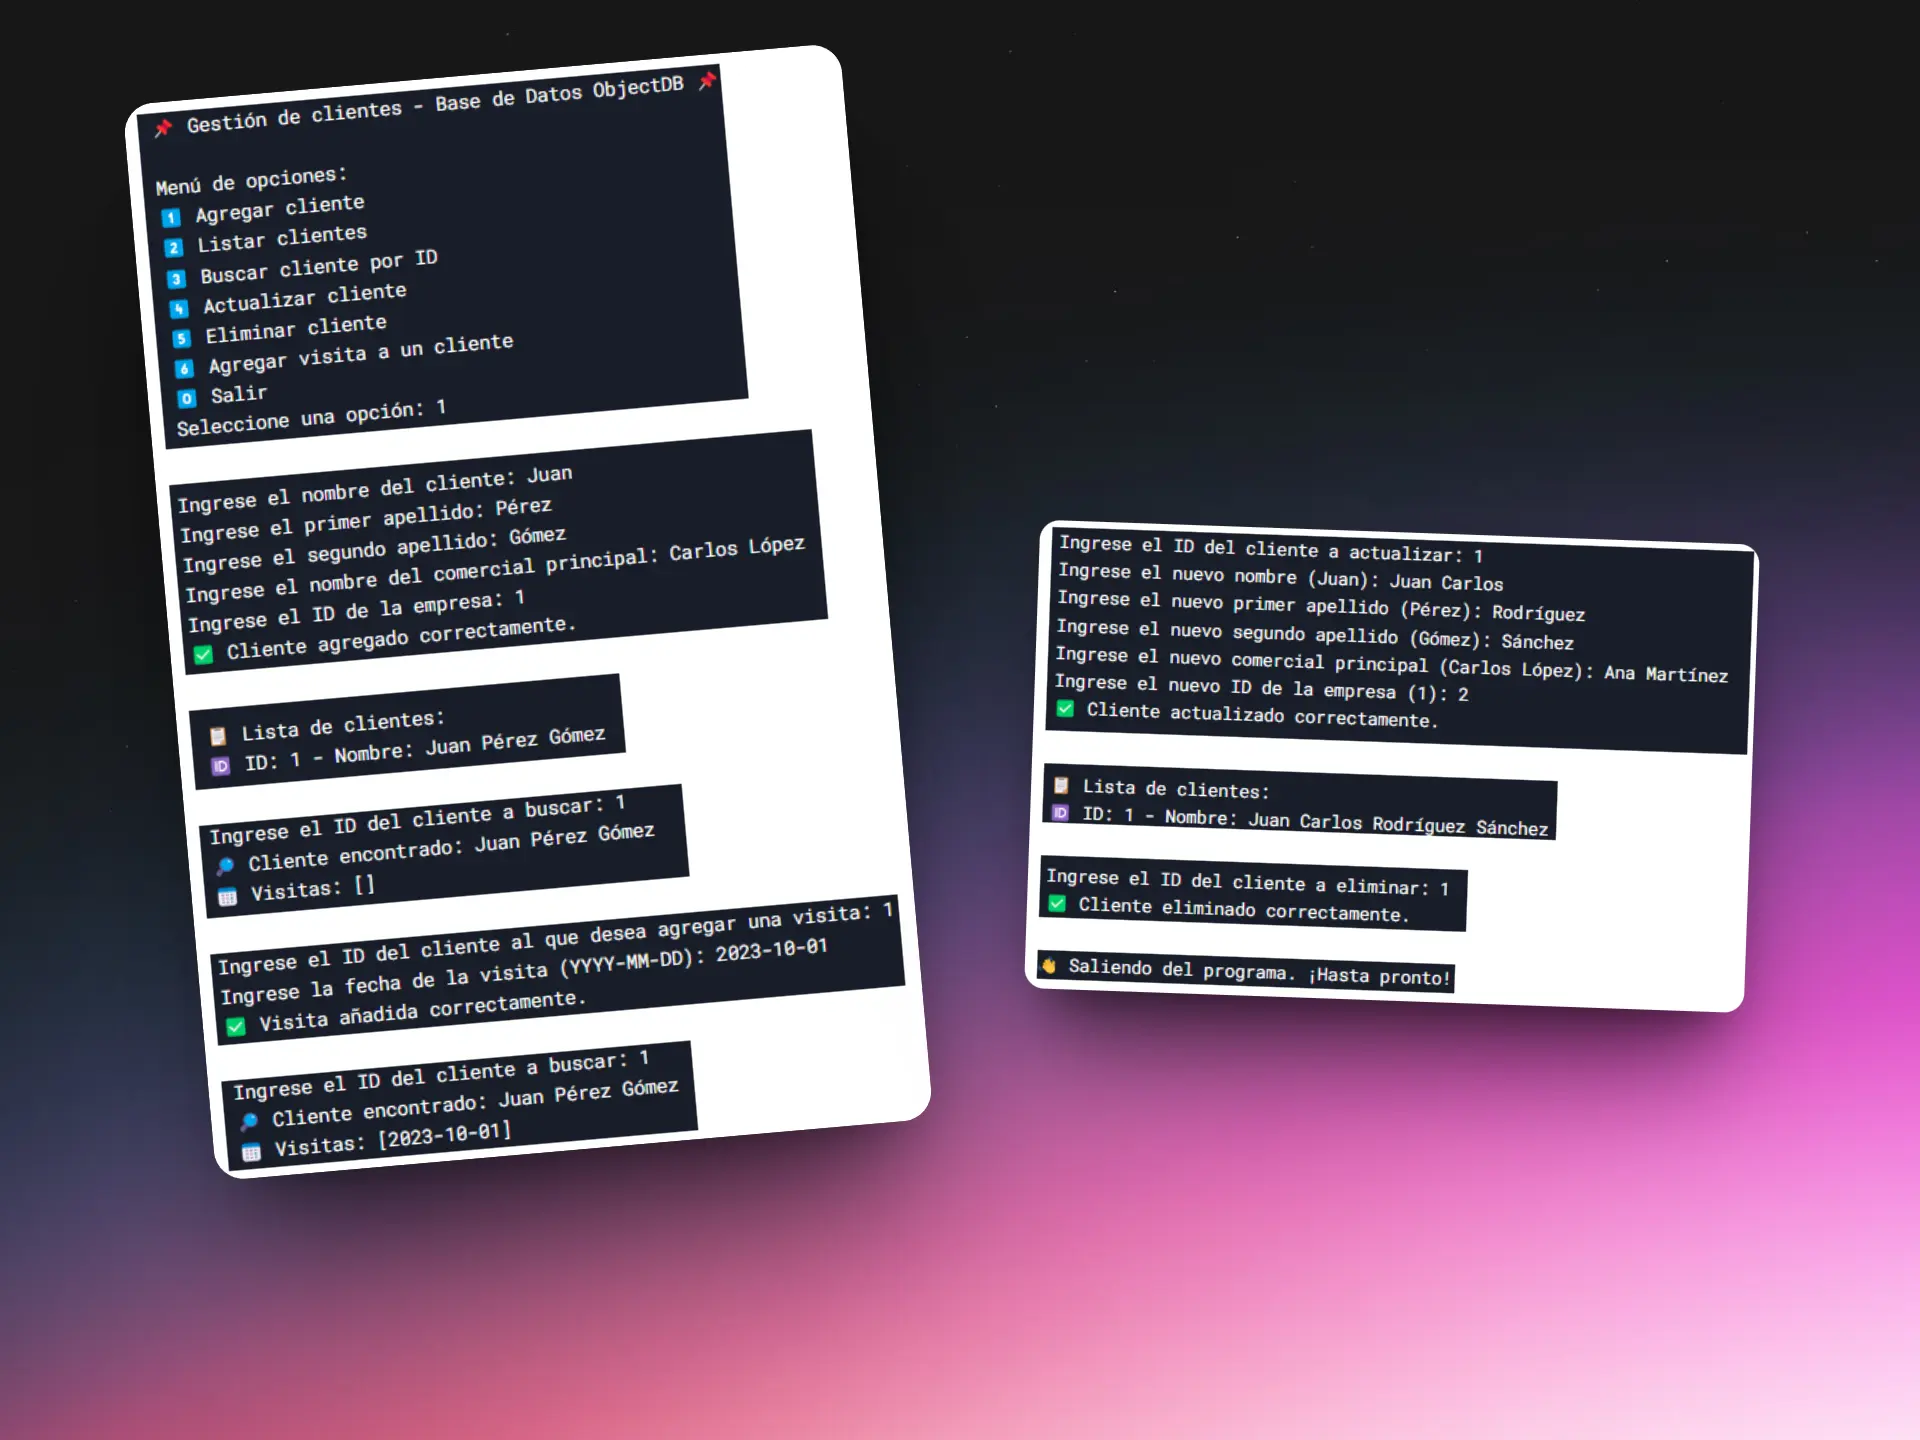 📌 Gestión de clientes - Base de Datos ObjectDB 📌
Menú de opciones:
1️⃣ Agregar cliente
2️⃣ Listar clientes
3️⃣ Buscar cliente por ID
4️⃣ Actualizar cliente
5️⃣ Eliminar cliente
6️⃣ Agregar visita a un cliente
0️⃣ Salir
Seleccione una opción: 1
Ingrese el nombre del cliente: Juan
Ingrese el primer apellido: Pérez
Ingrese el segundo apellido: Gómez
Ingrese el nombre del comercial principal: Carlos López
Ingrese el ID de la empresa: 1
✅ Cliente agregado correctamente.
📋 Lista de clientes:
🆔 ID: 1 - Nombre: Juan Pérez Gómez
Ingrese el ID del cliente a buscar: 1
🔎 Cliente encontrado: Juan Pérez Gómez
📅 Visitas: []
Ingrese el ID del cliente al que desea agregar una visita: 1
Ingrese la fecha de la visita (YYYY-MM-DD): 2023-10-01
✅ Visita añadida correctamente.
Ingrese el ID del cliente a buscar: 1
🔎 Cliente encontrado: Juan Pérez Gómez
📅 Visitas: [2023-10-01]
Ingrese el ID del cliente a actualizar: 1
Ingrese el nuevo nombre (Juan): Juan Carlos
Ingrese el nuevo primer apellido (Pérez): Rodríguez
Ingrese el nuevo segundo apellido (Gómez): Sánchez
Ingrese el nuevo comercial principal (Carlos López): Ana Martínez
Ingrese el nuevo ID de la empresa (1): 2
✅ Cliente actualizado correctamente.
📋 Lista de clientes:
🆔 ID: 1 - Nombre: Juan Carlos Rodríguez Sánchez
Ingrese el ID del cliente a eliminar: 1
✅ Cliente eliminado correctamente.
👋 Saliendo del programa. ¡Hasta pronto!